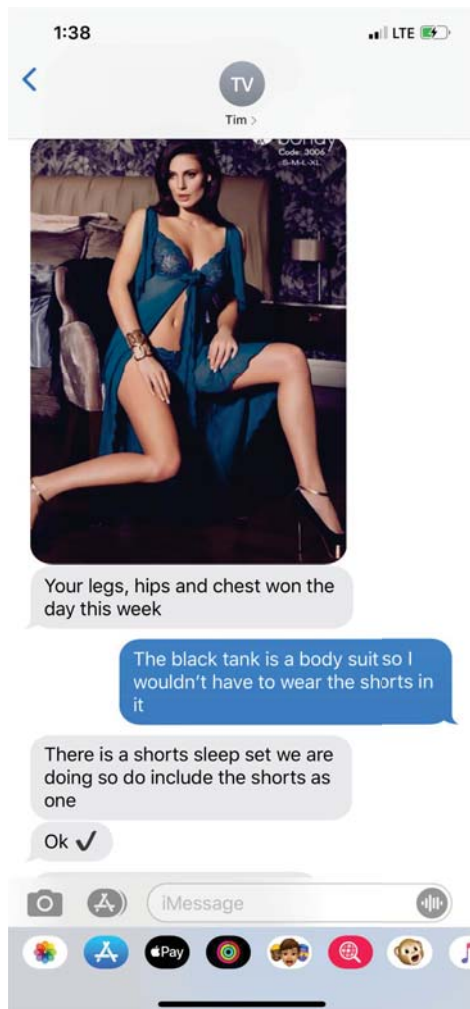 1:38
LTE
TV
Tim >
bondy
Code: 3006
S-M-L-XL
Your legs, hips and chest won the
day this week
The black tank is a body suit so I
wouldn't have to wear the shorts in
it
There is a shorts sleep set we are
doing so do include the shorts as
one
Ok ✓
iMessage
Pay